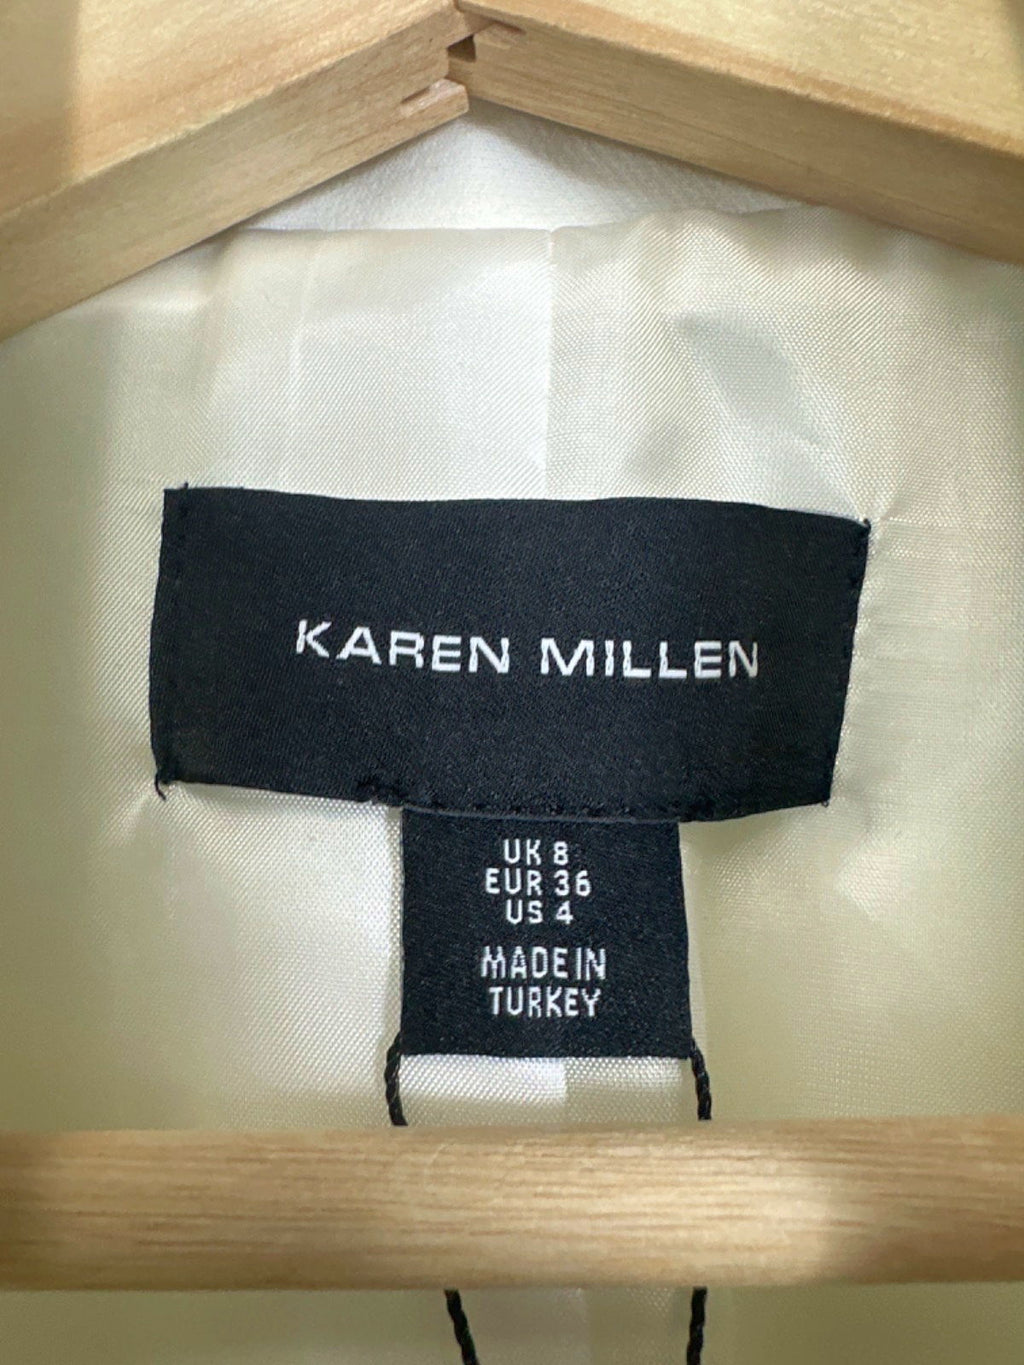 KAREN MILLEN
UK 8
EUR 36
US 4
MADE IN
TURKEY